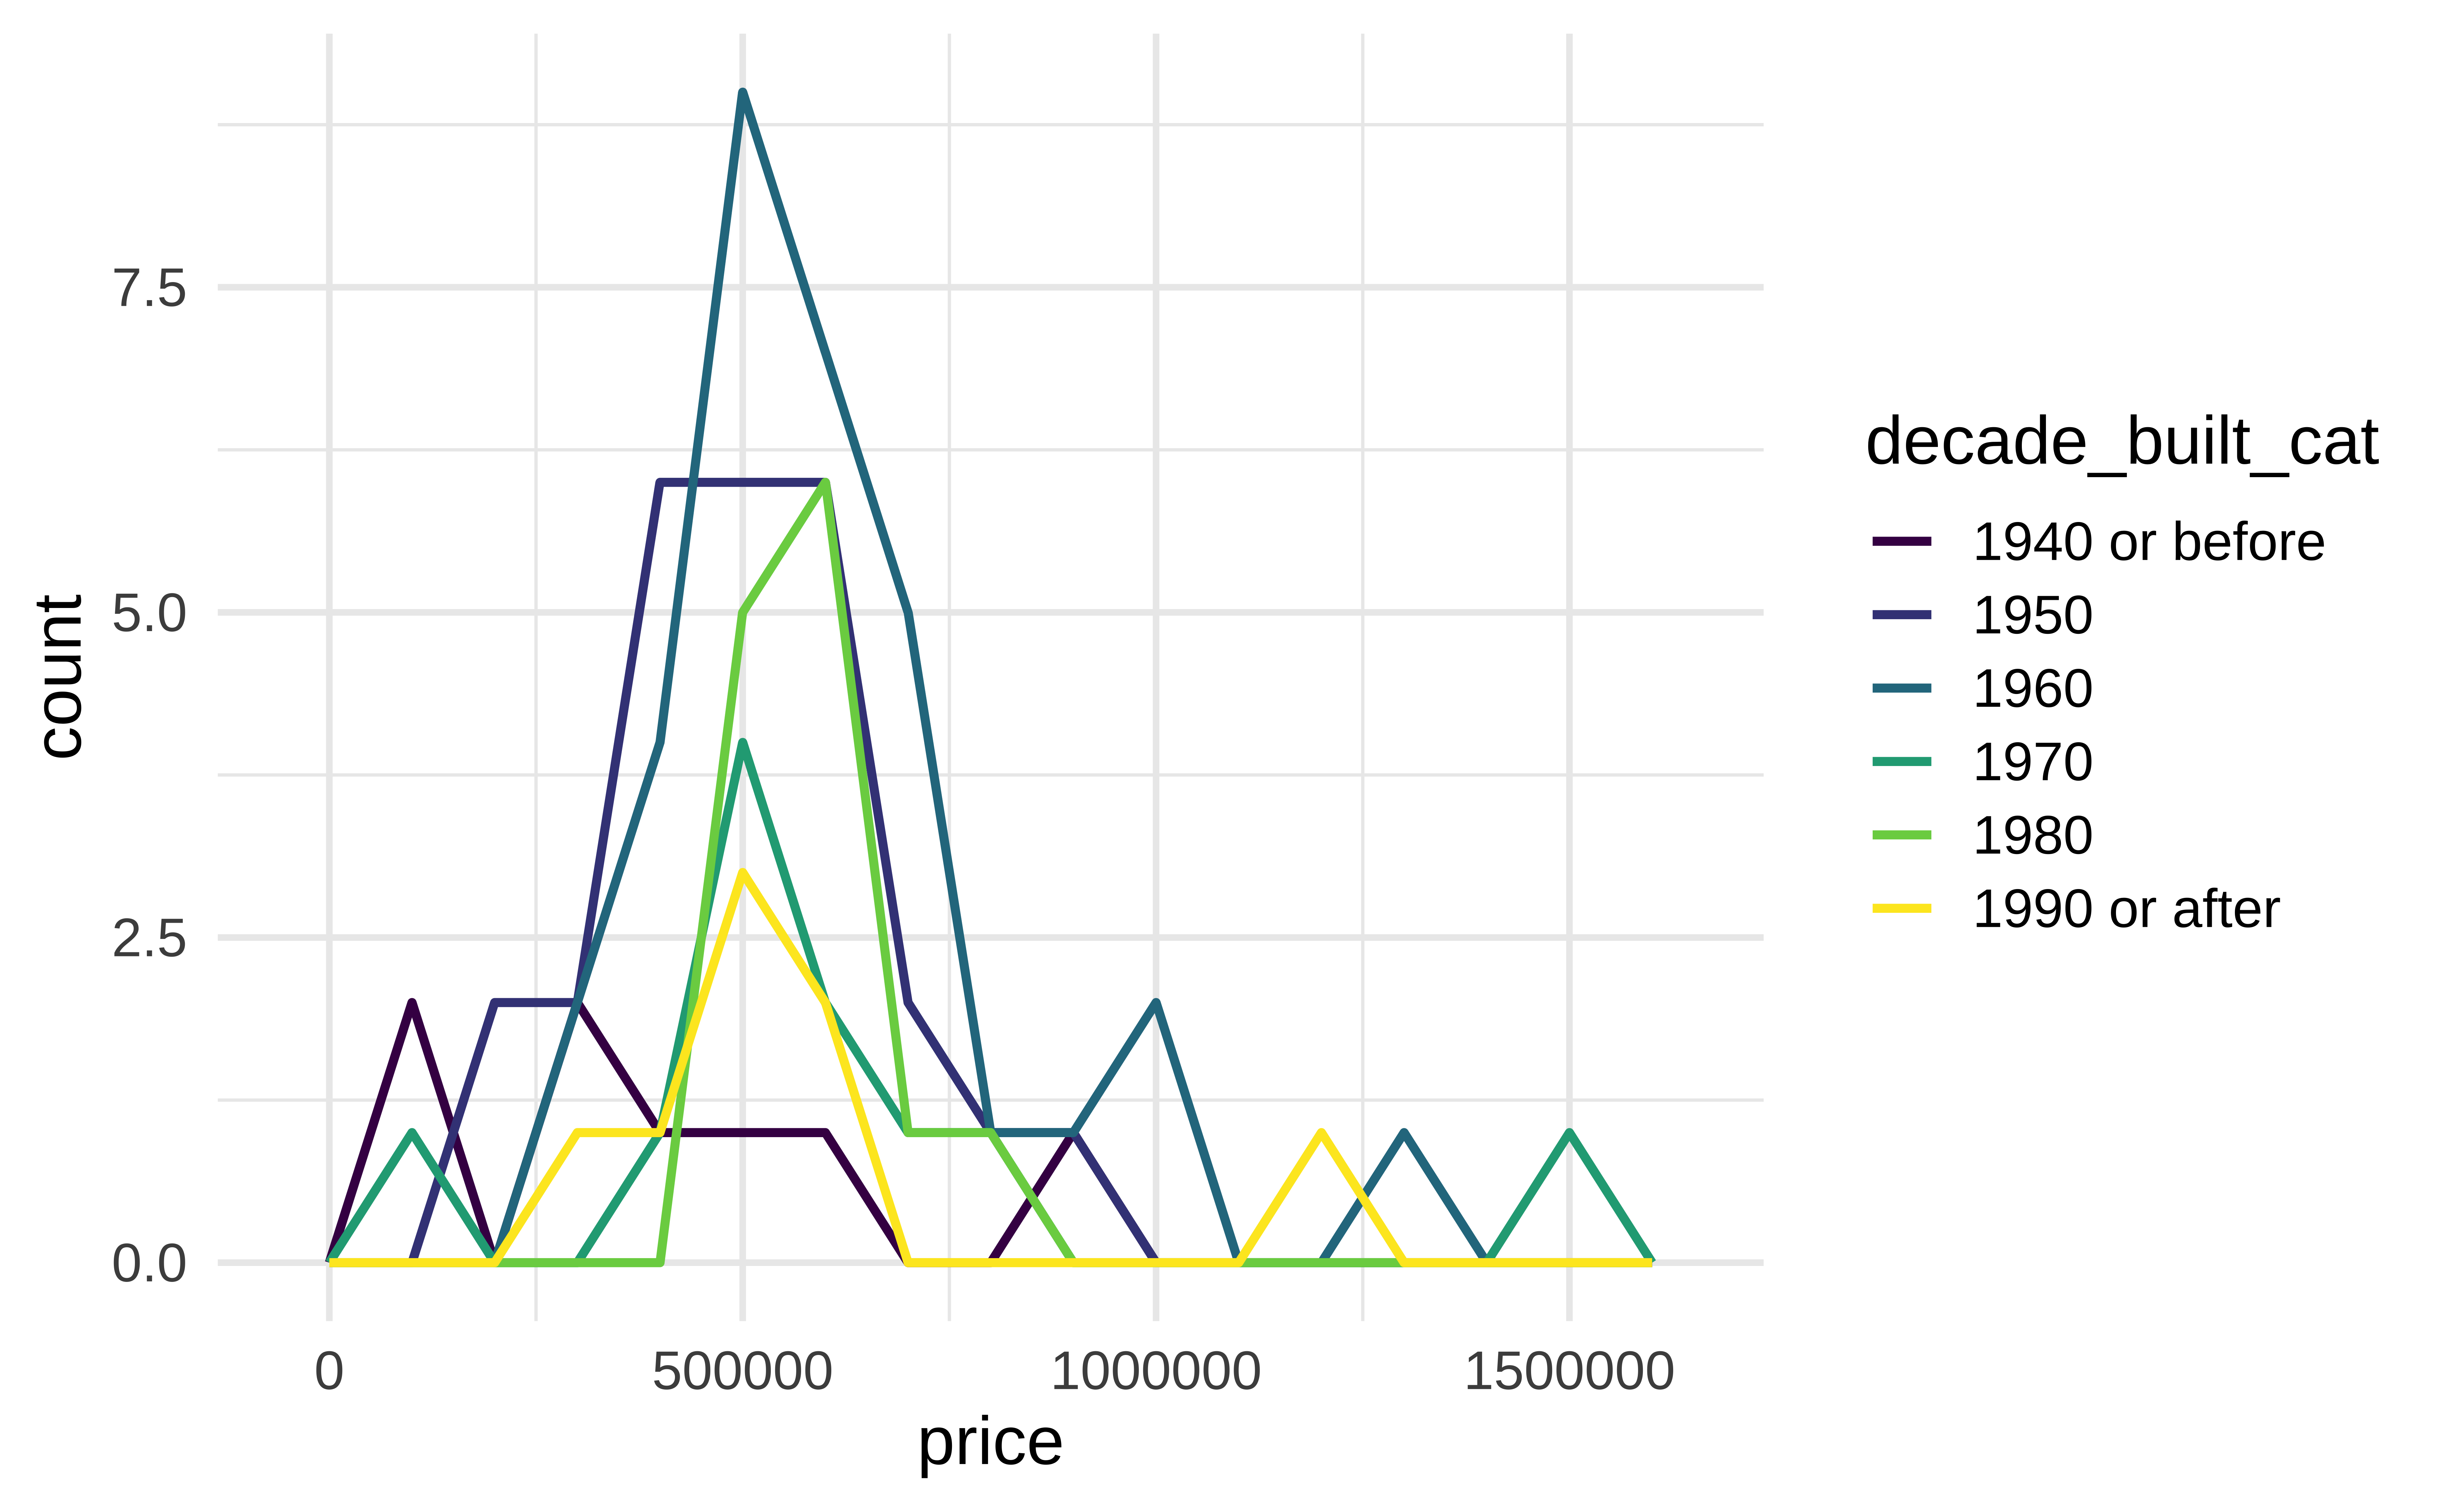 7.5
5.0
2.5
0.0
count
0 500000 1000000 1500000
price
decade_built_cat
1940 or before
1950
1960
1970
1980
1990 or after